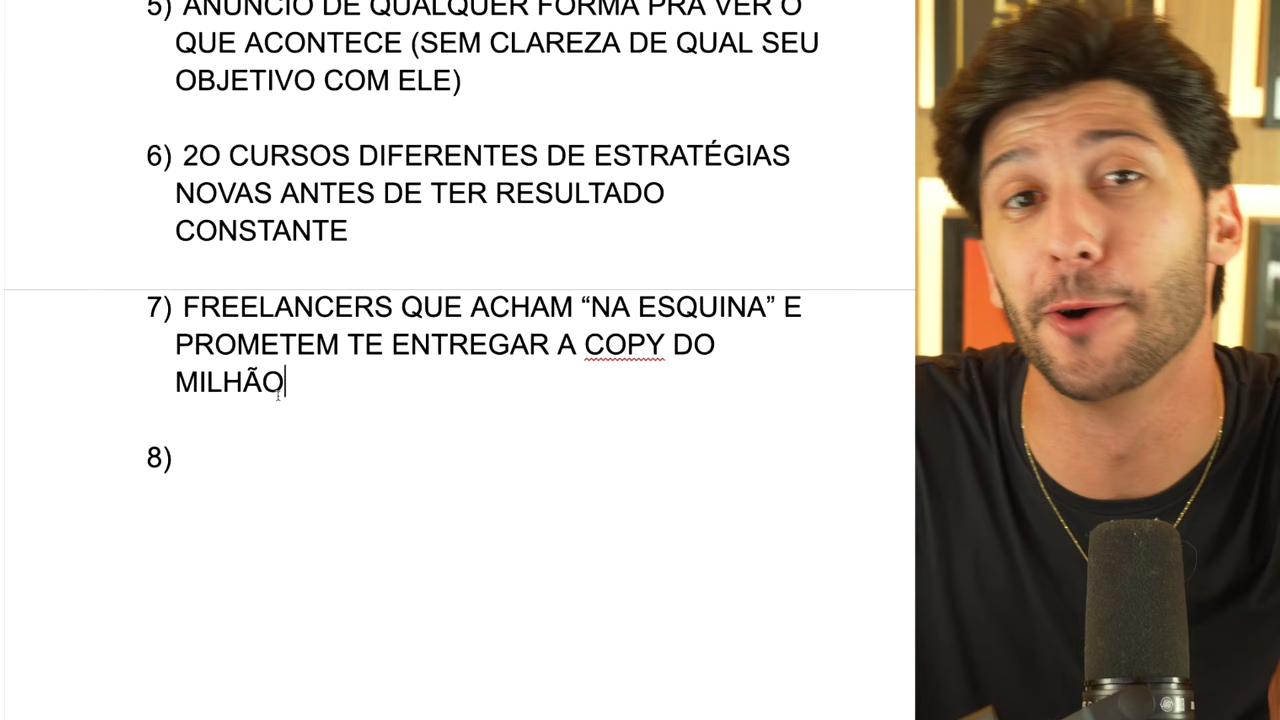 5) ANÚNCIO DE QUALQUER FORMA PRA VER O
QUE ACONTECE (SEM CLAREZA DE QUAL SEU
OBJETIVO COM ELE)
6) 2O CURSOS DIFERENTES DE ESTRATÉGIAS
NOVAS ANTES DE TER RESULTADO
CONSTANTE
7) FREELANCERS QUE ACHAM “NA ESQUINA” E
PROMETEM TE ENTREGAR A COPY DO
MILHÃO
8)